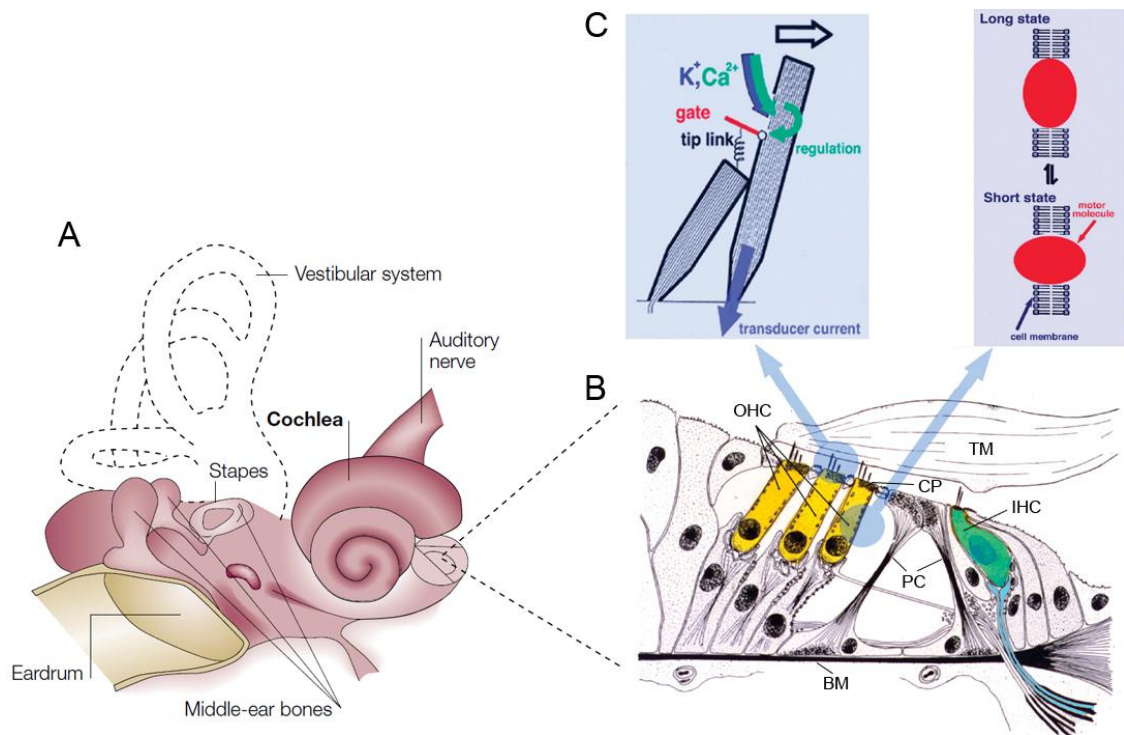 A
Vestibular system
Auditory
nerve
Cochlea
Stapes
Eardrum
Middle-ear bones
C
K⁺,Ca²⁺
gate
tip link
regulation
transducer current
Long state
Short state
motor
molecule
cell membrane
B
OHC
TM
CP
IHC
PC
BM